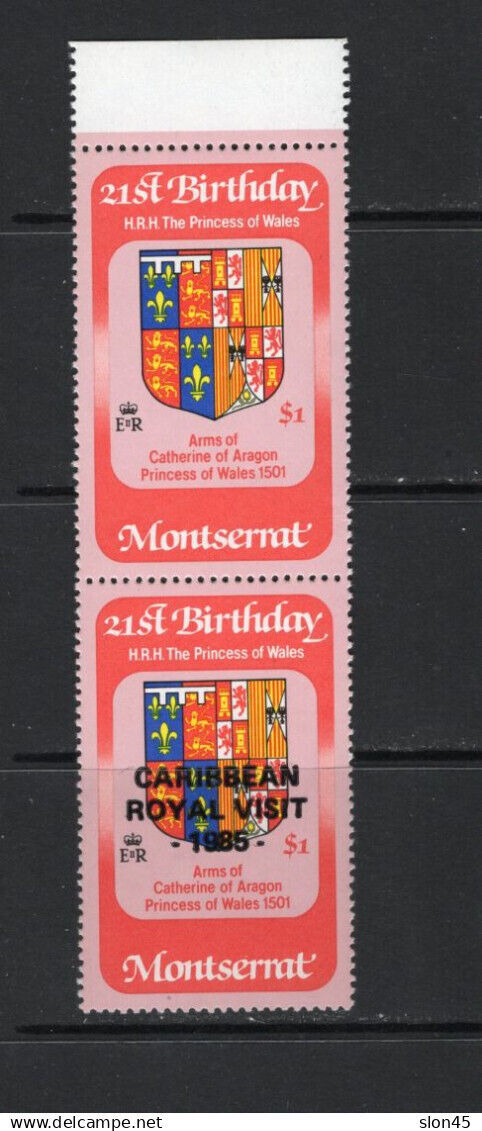 21st Birthday
H.R.H. The Princess of Wales
EIIR
$1
Arms of
Catherine of Aragon
Princess of Wales 1501
Montserrat
21st Birthday
H.R.H. The Princess of Wales
CARIBBEAN
ROYAL VISIT
- 1985 -
EIIR
$1
Arms of
Catherine of Aragon
Princess of Wales 1501
Montserrat
delcampe.net
slon45